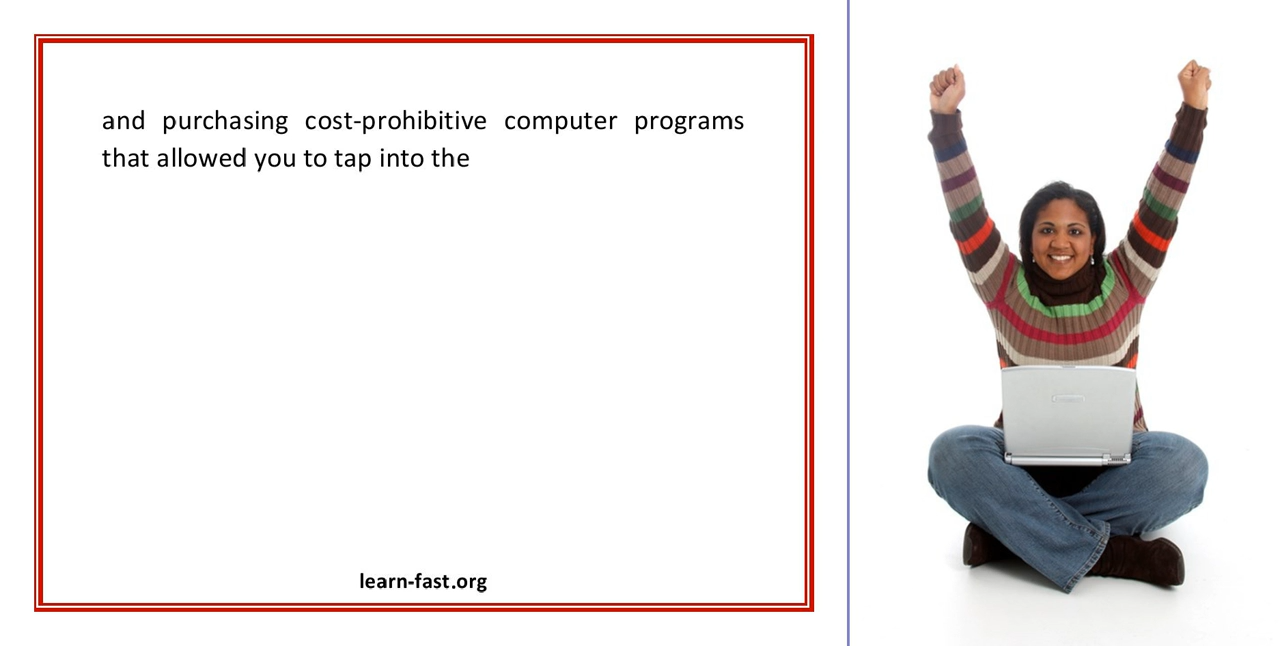 and purchasing cost-prohibitive computer programs
that allowed you to tap into the
learn-fast.org